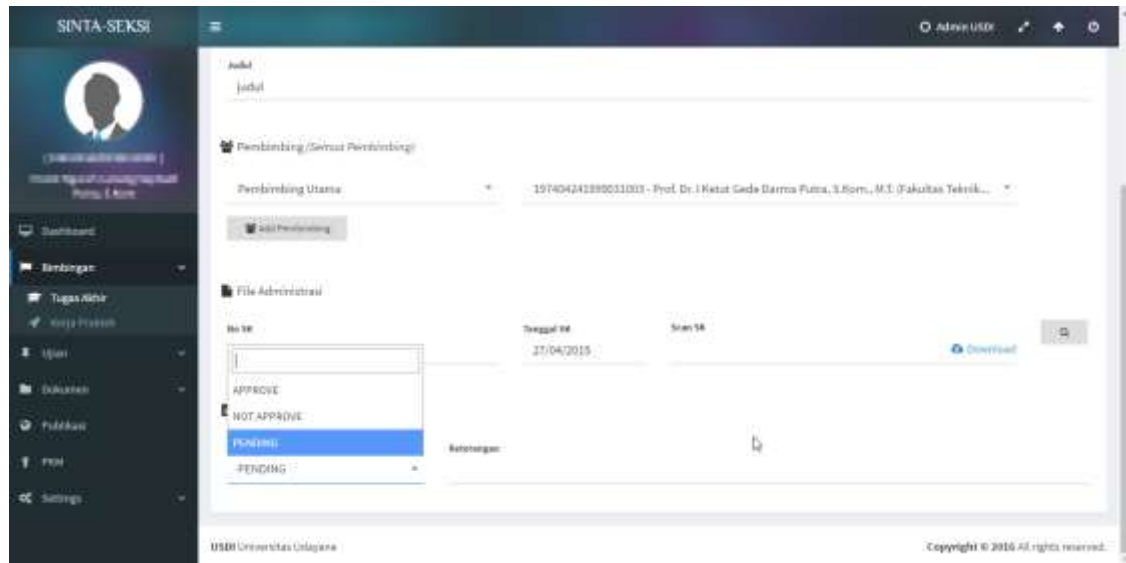 SINTA-SEKSI
Admin USDI
Judul
judul
Pembimbing (Semua Pembimbing)
Pembimbing Utama
- Prof. Dr. I Ketut Gede Darma Putra, S.Kom., M.T. (Fakultas Teknik...
Add Pembimbing
Putra, S.Kom
Dashboard
Bimbingan
Tugas Akhir
Kerja Praktek
Ujian
Dokumen
Publikasi
PKM
Settings
File Administrasi
No SK
Tanggal SK
Scan SK
27/04/2015
Download
APPROVE
NOT APPROVE
PENDING
Keterangan
-PENDING
USDI Universitas Udayana
Copyright © 2016 All rights reserved.